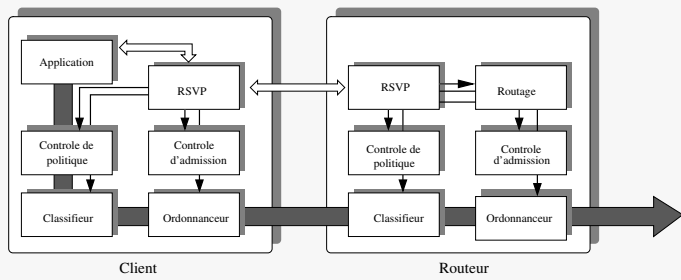 Application
RSVP
Controle de
politique
Controle
d'admission
Classifieur
Ordonnanceur
Client
RSVP
Routage
Controle de
politique
Controle
d'admission
Classifieur
Ordonnanceur
Routeur